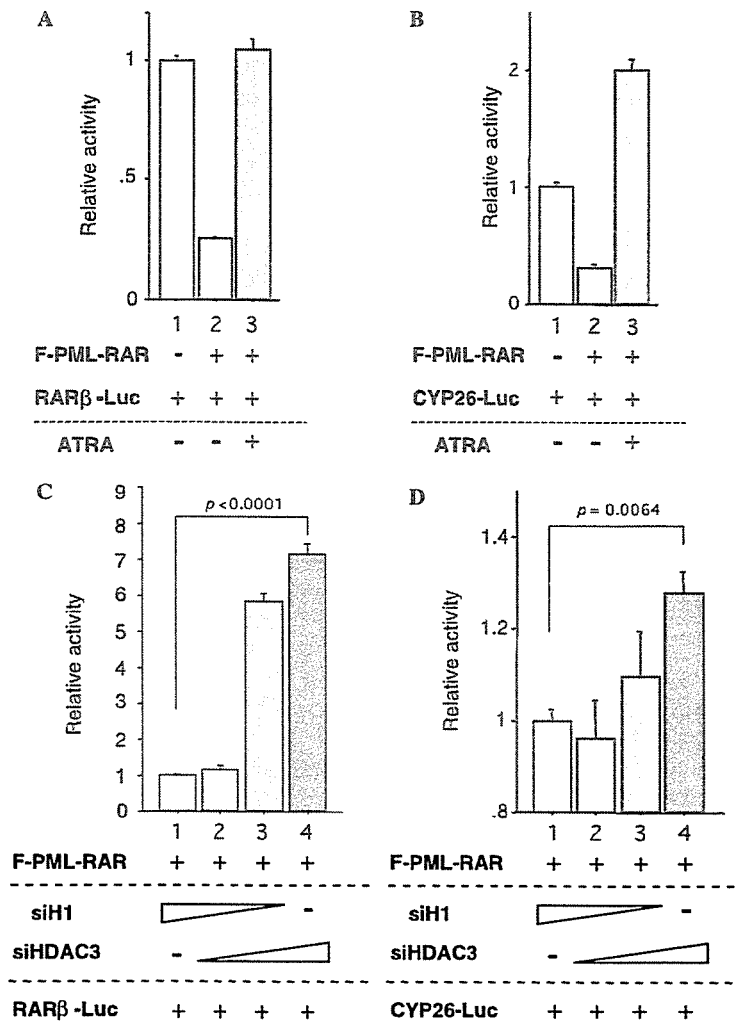 A
Relative activity
1
.5
0
1 2 3
F-PML-RAR - + +
RARβ-Luc + + +
ATRA - - +
B
Relative activity
2
1
0
1 2 3
F-PML-RAR - + +
CYP26-Luc + + +
ATRA - - +
C
Relative activity
9
8
7
6
5
4
3
2
1
0
p<0.0001
1 2 3 4
F-PML-RAR + + + +
siH1 -
siHDAC3 -
RARβ-Luc + + + +
D
Relative activity
1.4
1.2
1
.8
p = 0.0064
1 2 3 4
F-PML-RAR + + + +
siH1 -
siHDAC3 -
CYP26-Luc + + + +